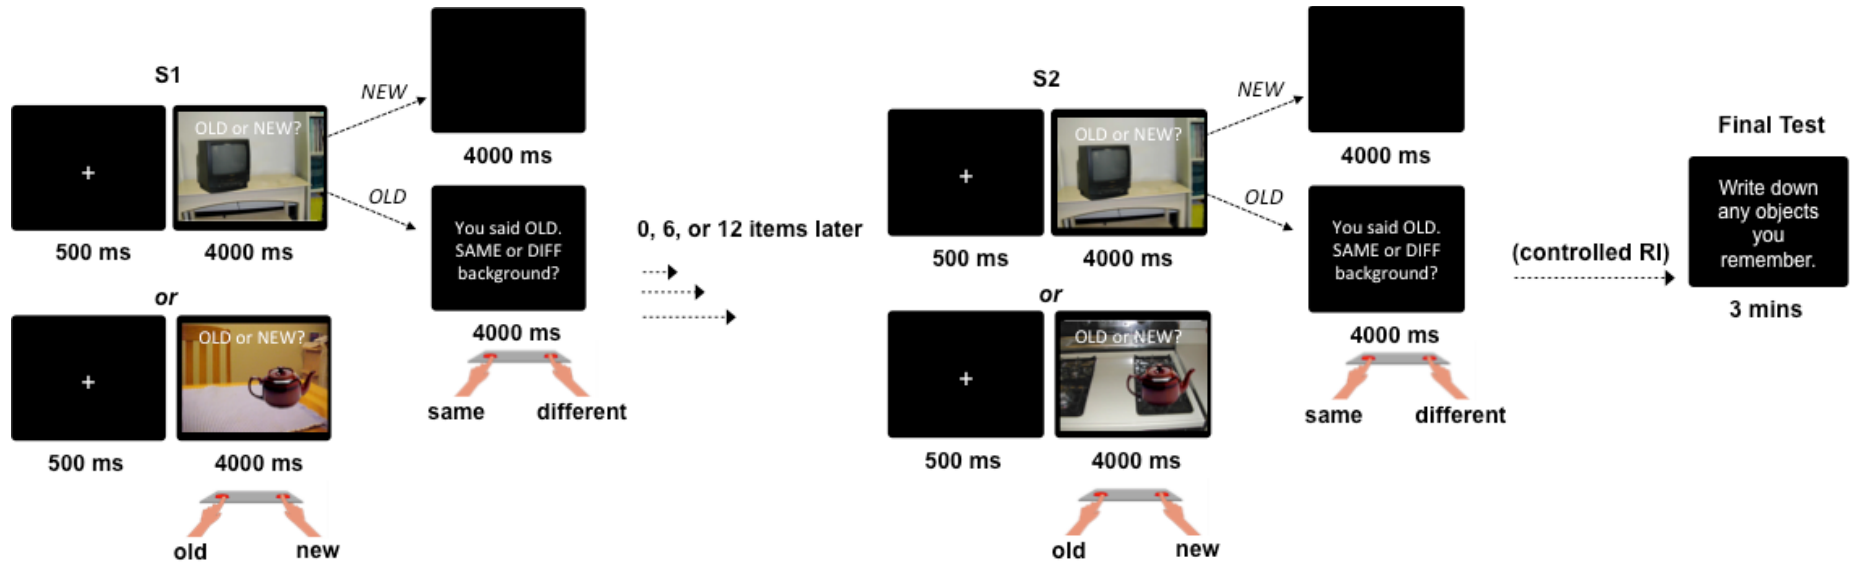 S1
+
500 ms
OLD or NEW?
4000 ms
NEW
4000 ms
OLD
You said OLD.
SAME or DIFF
background?
4000 ms
same
different
or
+
500 ms
OLD or NEW?
4000 ms
old
new
0, 6, or 12 items later
S2
+
500 ms
OLD or NEW?
4000 ms
NEW
4000 ms
OLD
You said OLD.
SAME or DIFF
background?
4000 ms
same
different
or
+
500 ms
OLD or NEW?
4000 ms
old
new
(controlled RI)
Final Test
Write down
any objects
you
remember.
3 mins